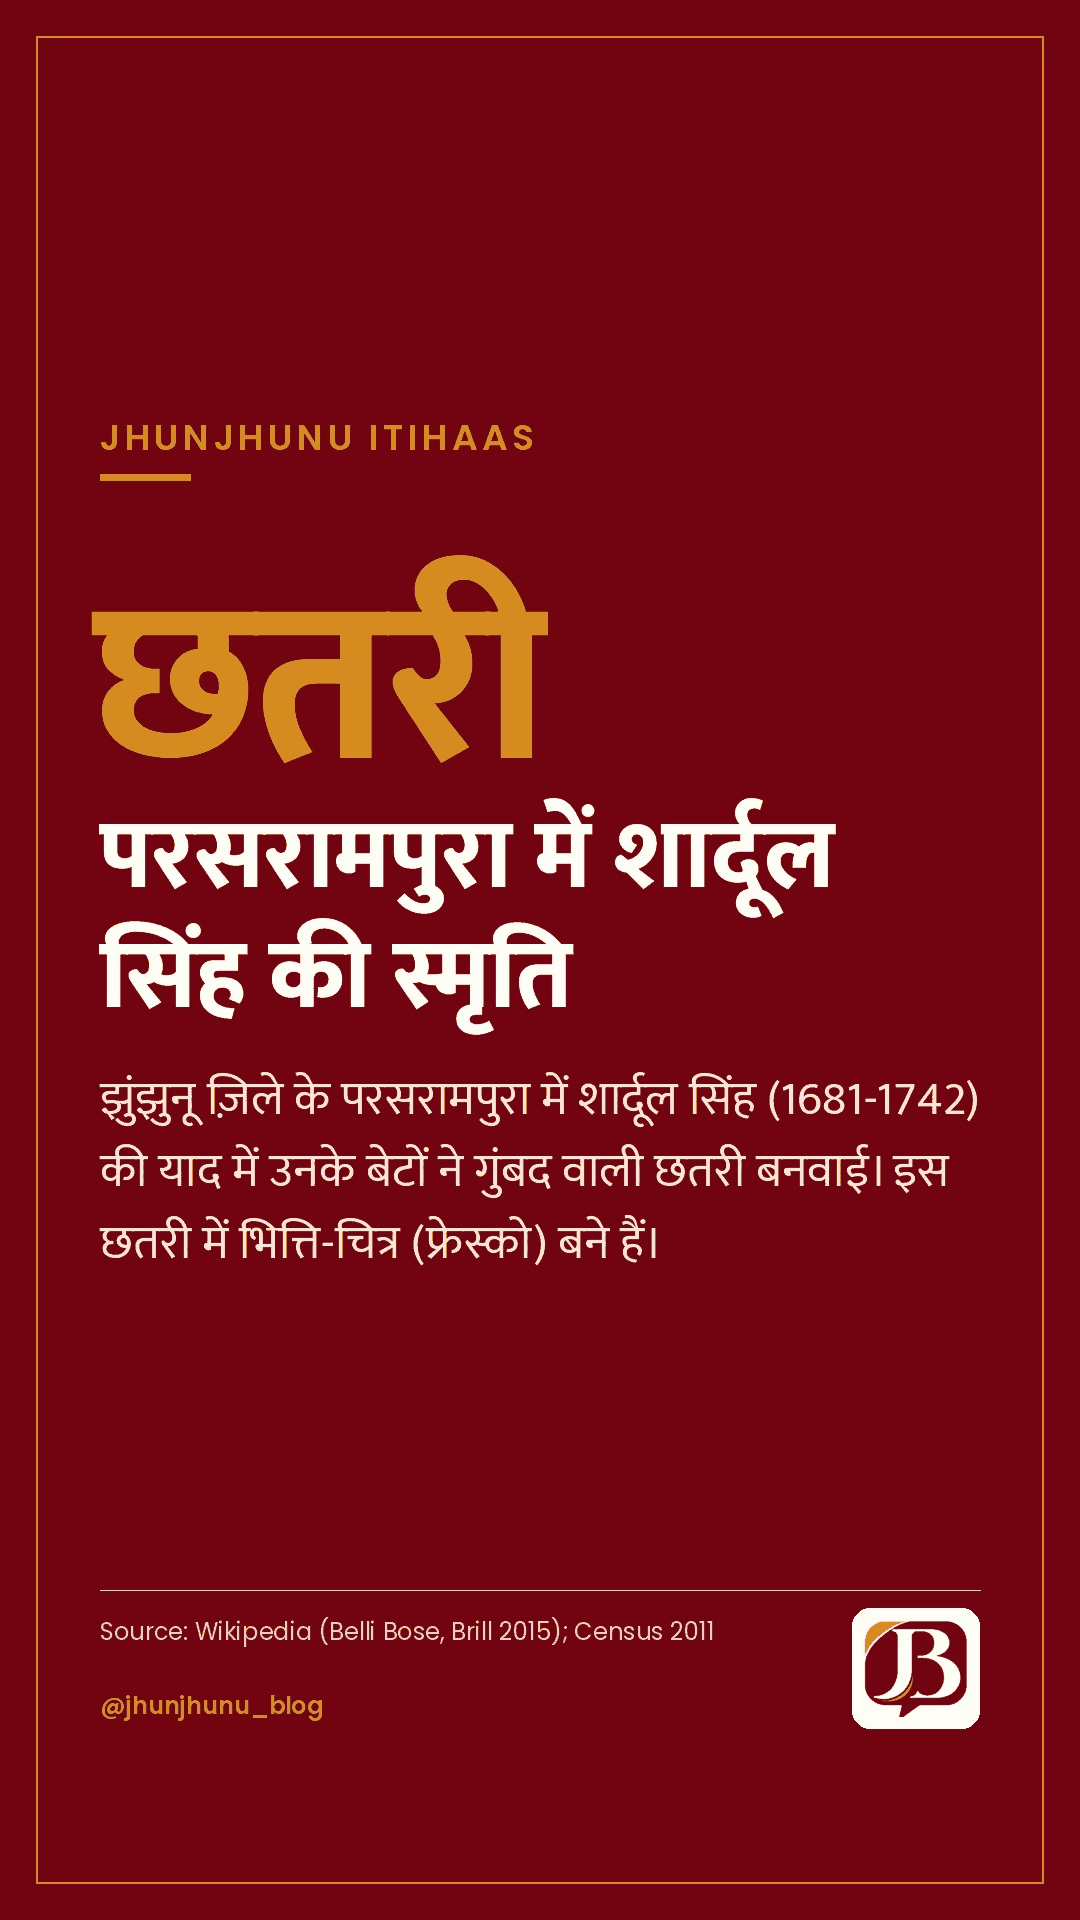 JHUNJHUNU ITIHAAS
छतरी
परसरामपुरा में शार्दूल
सिंह की स्मृति
झुंझुनू ज़िले के परसरामपुरा में शार्दूल सिंह (1681-1742)
की याद में उनके बेटों ने गुंबद वाली छतरी बनवाई। इस
छतरी में भित्ति-चित्र (फ्रेस्को) बने हैं।
Source: Wikipedia (Belli Bose, Brill 2015); Census 2011
JB
@jhunjhunu_blog